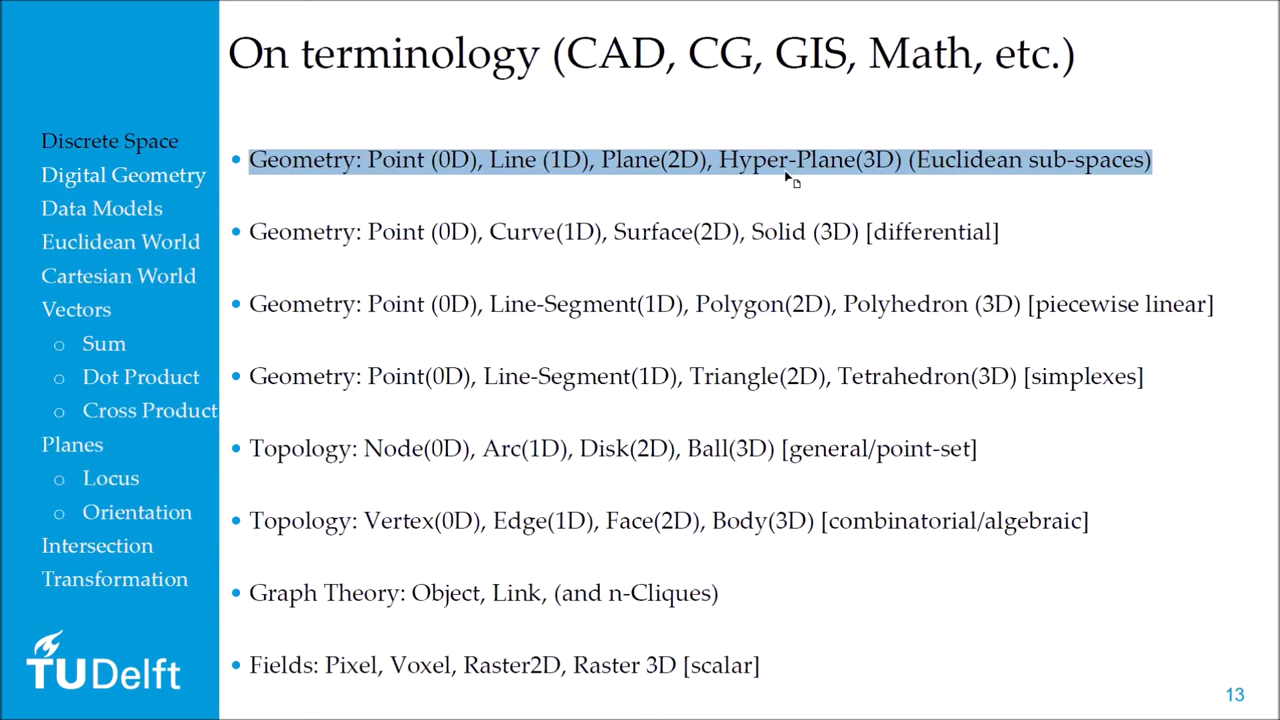 On terminology (CAD, CG, GIS, Math, etc.)
Discrete Space
Digital Geometry
Data Models
Euclidean World
Cartesian World
Vectors
○ Sum
○ Dot Product
○ Cross Product
Planes
○ Locus
○ Orientation
Intersection
Transformation
TUDelft
• Geometry: Point (0D), Line (1D), Plane(2D), Hyper-Plane(3D) (Euclidean sub-spaces)
• Geometry: Point (0D), Curve(1D), Surface(2D), Solid (3D) [differential]
• Geometry: Point (0D), Line-Segment(1D), Polygon(2D), Polyhedron (3D) [piecewise linear]
• Geometry: Point(0D), Line-Segment(1D), Triangle(2D), Tetrahedron(3D) [simplexes]
• Topology: Node(0D), Arc(1D), Disk(2D), Ball(3D) [general/point-set]
• Topology: Vertex(0D), Edge(1D), Face(2D), Body(3D) [combinatorial/algebraic]
• Graph Theory: Object, Link, (and n-Cliques)
• Fields: Pixel, Voxel, Raster2D, Raster 3D [scalar]
13